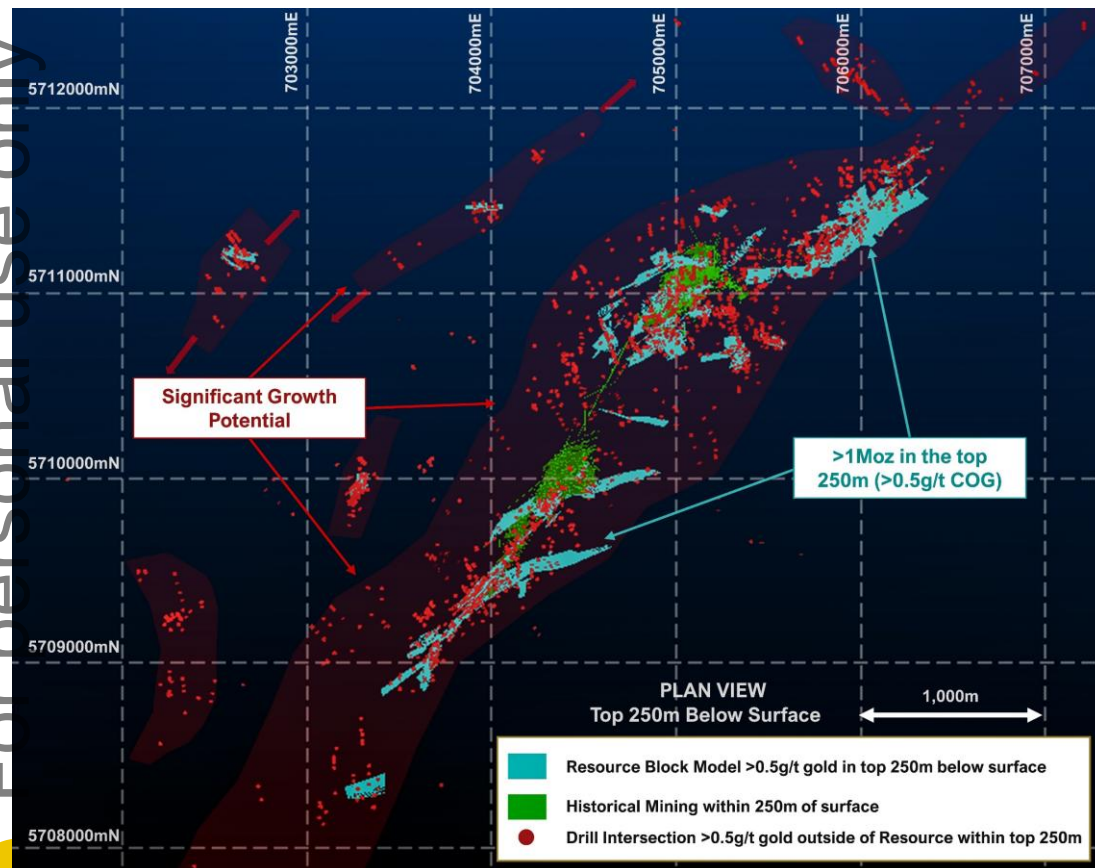 For personal use only
703000mE
704000mE
705000mE
706000mE
707000mE
5712000mN
5711000mN
5710000mN
5709000mN
5708000mN
Significant Growth
Potential
>1Moz in the top
250m (>0.5g/t COG)
PLAN VIEW
Top 250m Below Surface
1,000m
Resource Block Model >0.5g/t gold in top 250m below surface
Historical Mining within 250m of surface
Drill Intersection >0.5g/t gold outside of Resource within top 250m